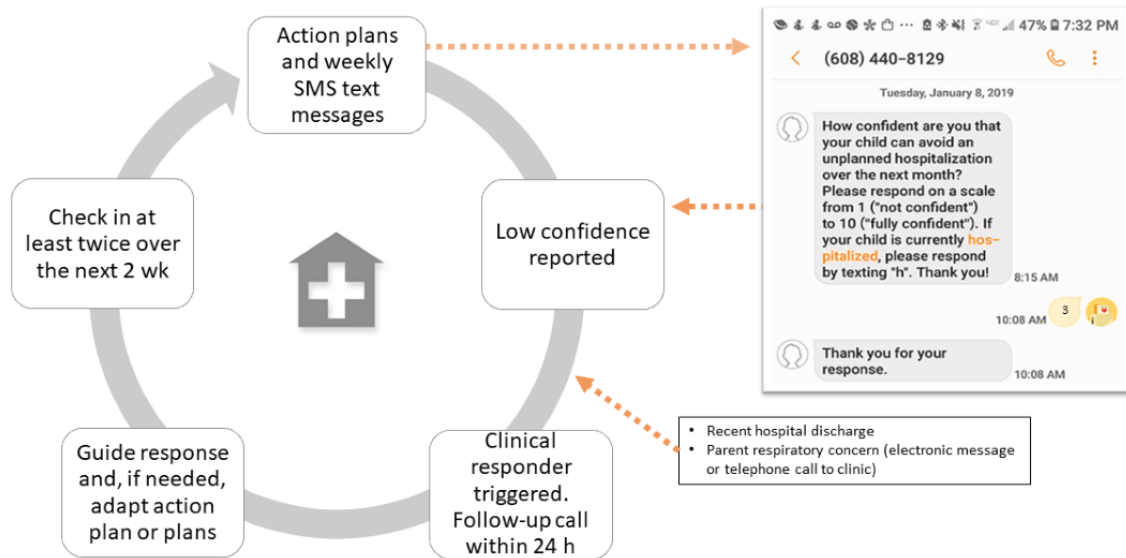 Action plans
and weekly
SMS text
messages
Low confidence
reported
Clinical
responder
triggered.
Follow-up call
within 24 h
Guide response
and, if needed,
adapt action
plan or plans
Check in at
least twice over
the next 2 wk
47% 7:32 PM
(608) 440-8129
Tuesday, January 8, 2019
How confident are you that
your child can avoid an
unplanned hospitalization
over the next month?
Please respond on a scale
from 1 ("not confident")
to 10 ("fully confident"). If
your child is currently hos-
pitalized, please respond
by texting "h". Thank you!
8:15 AM
10:08 AM 3
Thank you for your
response.
10:08 AM
• Recent hospital discharge
• Parent respiratory concern (electronic message
or telephone call to clinic)